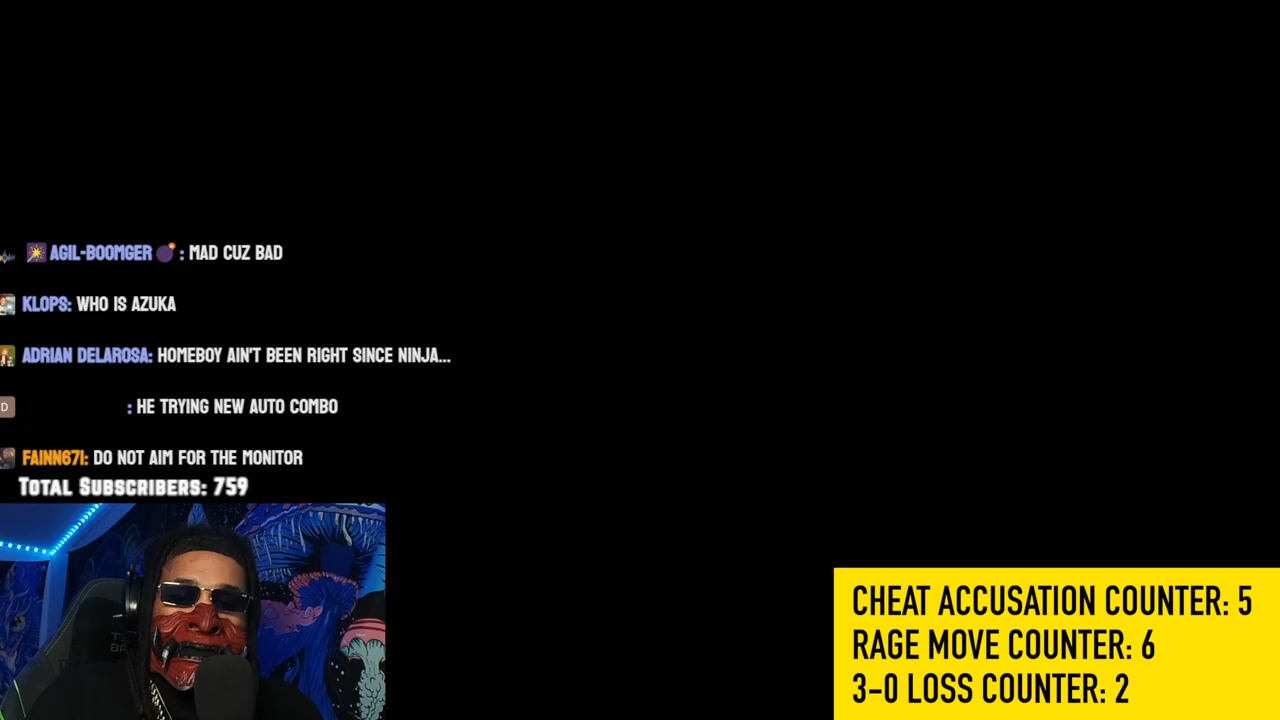 AGIL-BOOMGER : MAD CUZ BAD
KLOPS: WHO IS AZUKA
ADRIAN DELAROSA: HOMEBOY AIN'T BEEN RIGHT SINCE NINJA...
D : HE TRYING NEW AUTO COMBO
FAINN671: DO NOT AIM FOR THE MONITOR
TOTAL SUBSCRIBERS: 759
CHEAT ACCUSATION COUNTER: 5
RAGE MOVE COUNTER: 6
3-0 LOSS COUNTER: 2